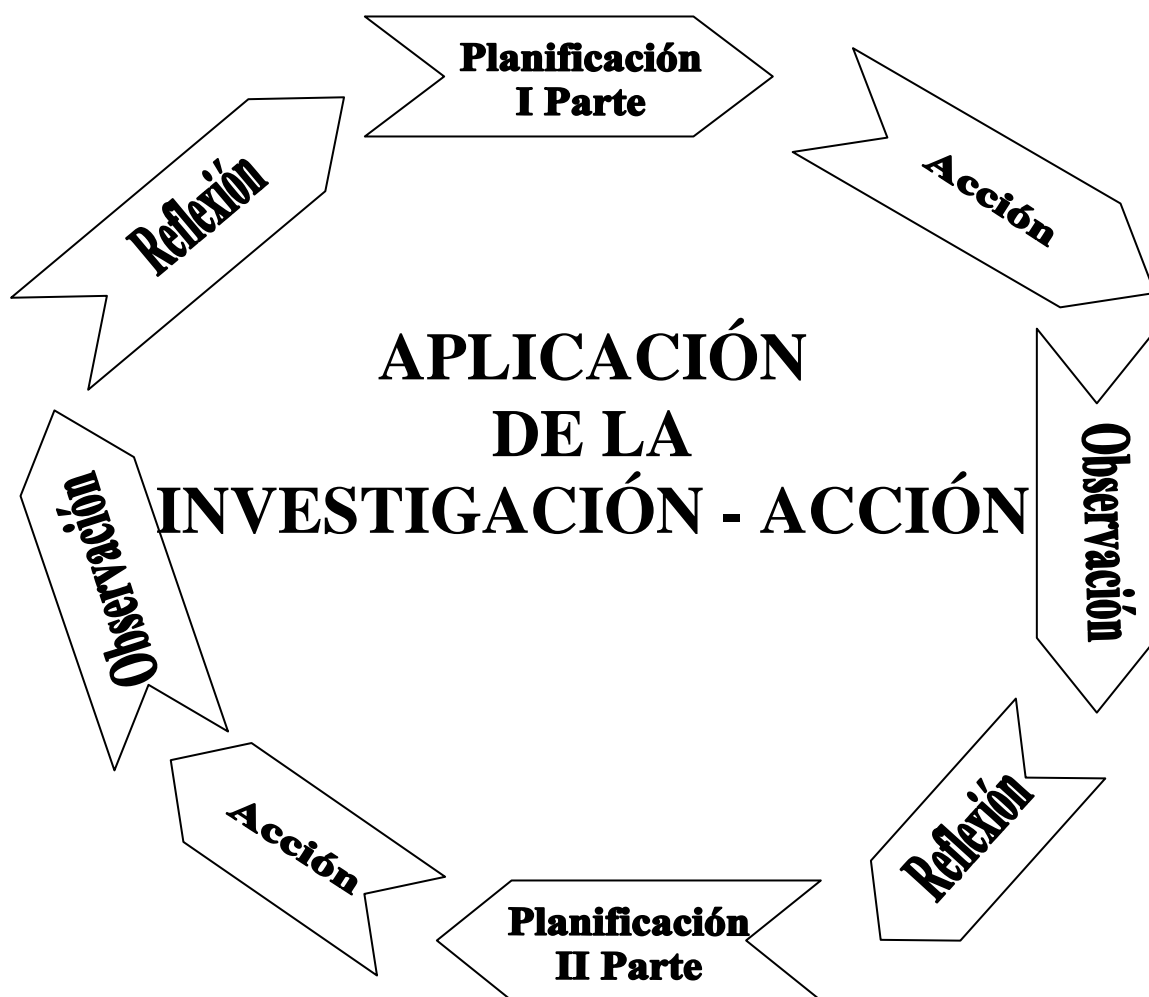 Planificación
I Parte
Acción
Reflexión
APLICACIÓN
DE LA
INVESTIGACIÓN - ACCIÓN
Observación
Observación
Reflexión
Acción
Planificación
II Parte